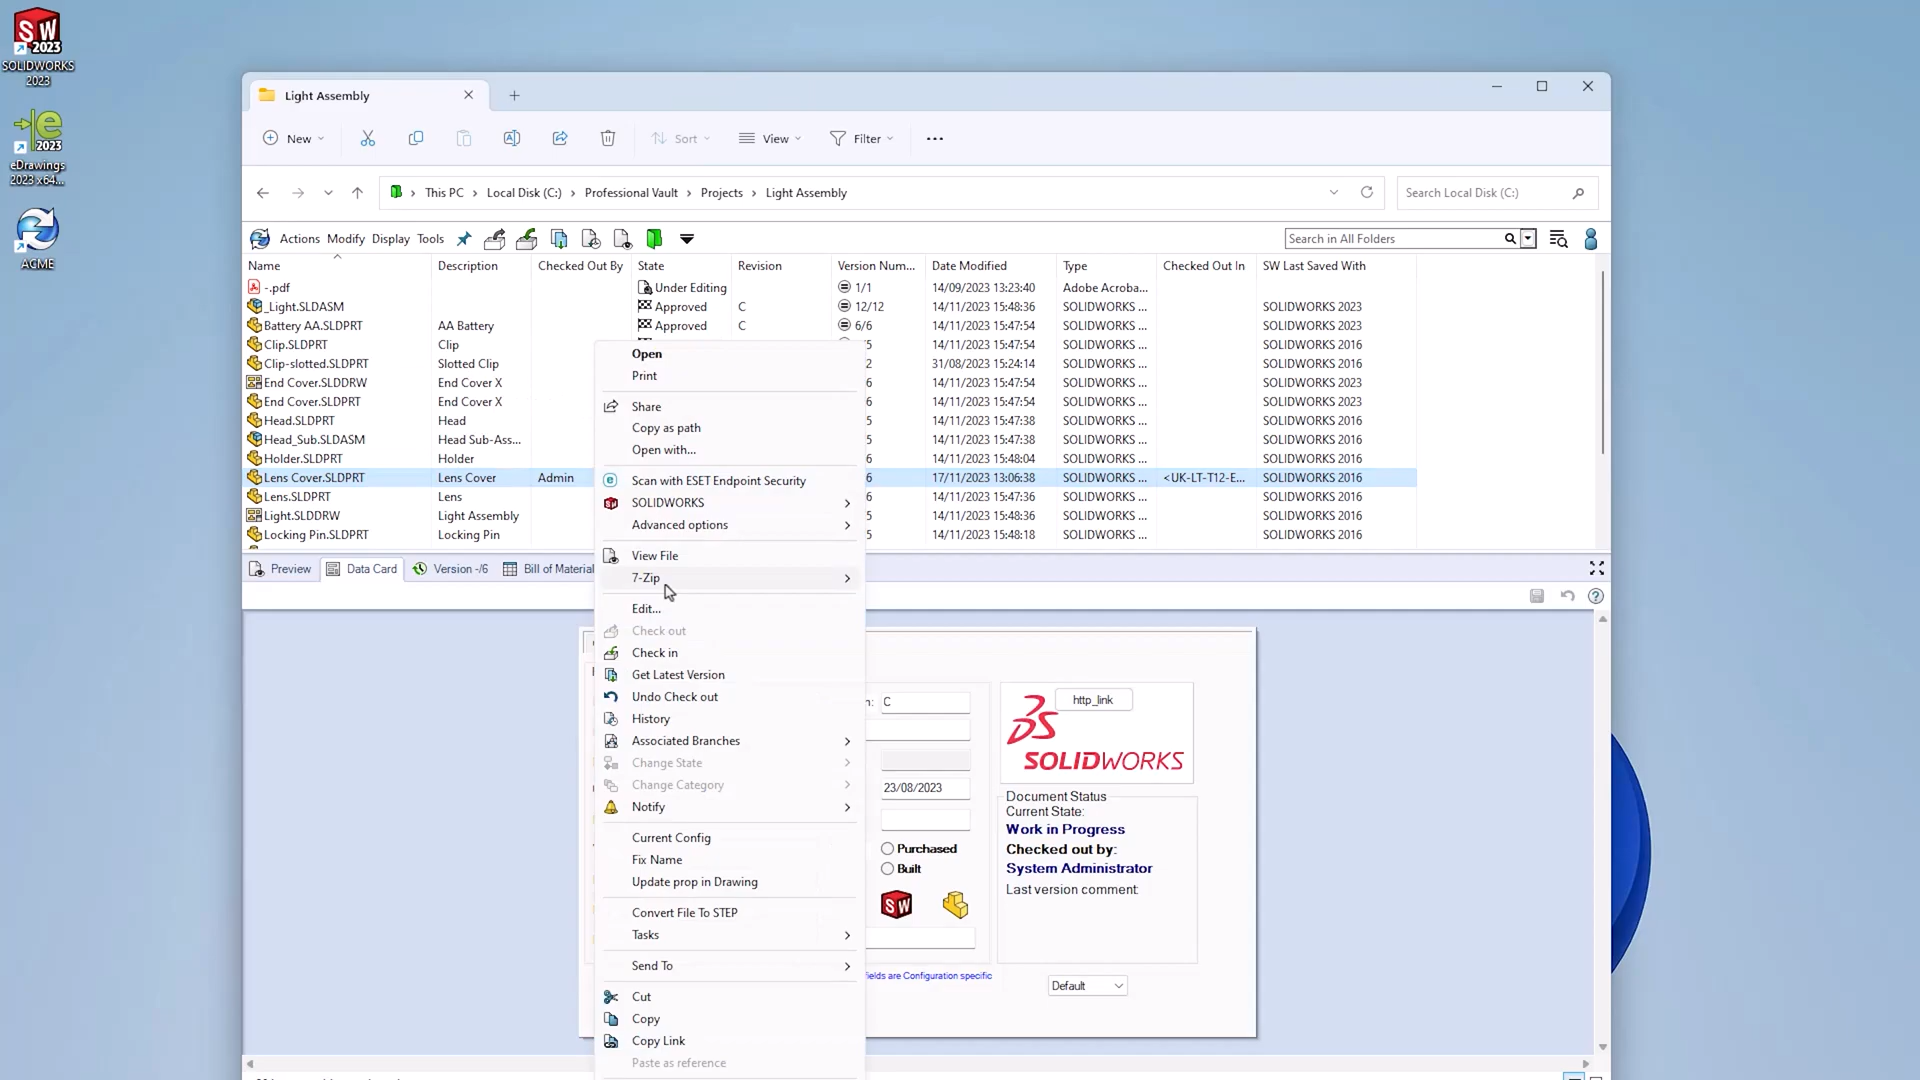 SOLIDWORKS
2023
eDrawings
2023 x64...
ACME
Light Assembly
New
Sort
View
Filter
This PC > Local Disk (C:) > Professional Vault > Projects > Light Assembly
Search Local Disk (C:)
Actions Modify Display Tools
Search in All Folders
Name Description Checked Out By State Revision Version Num... Date Modified Type Checked Out In SW Last Saved With
-.pdf Under Editing 1/1 14/09/2023 13:23:40 Adobe Acroba...
_Light.SLDASM Approved C 12/12 14/11/2023 15:48:36 SOLIDWORKS ... SOLIDWORKS 2023
Battery AA.SLDPRT AA Battery Approved C 6/6 14/11/2023 15:47:54 SOLIDWORKS ... SOLIDWORKS 2023
Clip.SLDPRT Clip 5 14/11/2023 15:47:54 SOLIDWORKS ... SOLIDWORKS 2016
Clip-slotted.SLDPRT Slotted Clip 2 31/08/2023 15:24:14 SOLIDWORKS ... SOLIDWORKS 2016
End Cover.SLDDRW End Cover X 6 14/11/2023 15:47:54 SOLIDWORKS ... SOLIDWORKS 2023
End Cover.SLDPRT End Cover X 6 14/11/2023 15:47:54 SOLIDWORKS ... SOLIDWORKS 2016
Head.SLDPRT Head 5 14/11/2023 15:47:38 SOLIDWORKS ... SOLIDWORKS 2016
Head_Sub.SLDASM Head Sub-Ass... 5 14/11/2023 15:47:38 SOLIDWORKS ... SOLIDWORKS 2016
Holder.SLDPRT Holder 5 14/11/2023 15:48:04 SOLIDWORKS ... SOLIDWORKS 2016
Lens Cover.SLDPRT Lens Cover Admin 6 17/11/2023 13:06:38 SOLIDWORKS ... <UK-LT-T12-E... SOLIDWORKS 2016
Lens.SLDPRT Lens 5 14/11/2023 15:47:36 SOLIDWORKS ... SOLIDWORKS 2016
Light.SLDDRW Light Assembly 5 14/11/2023 15:48:36 SOLIDWORKS ... SOLIDWORKS 2016
Locking Pin.SLDPRT Locking Pin 5 14/11/2023 15:48:18 SOLIDWORKS ... SOLIDWORKS 2016
Preview Data Card Version -/6 Bill of Material
Open
Print
Share
Copy as path
Open with...
Scan with ESET Endpoint Security
SOLIDWORKS
Advanced options
View File
7-Zip
Edit...
Check out
Check in
Get Latest Version
Undo Check out
History
Associated Branches
Change State
Change Category
Notify
Current Config
Fix Name
Update prop in Drawing
Convert File To STEP
Tasks
Send To
Cut
Copy
Copy Link
Paste as reference
n: C
23/08/2023
Purchased
Built
ields are Configuration specific
http_link
SOLIDWORKS
Document Status
Current State:
Work in Progress
Checked out by:
System Administrator
Last version comment:
Default